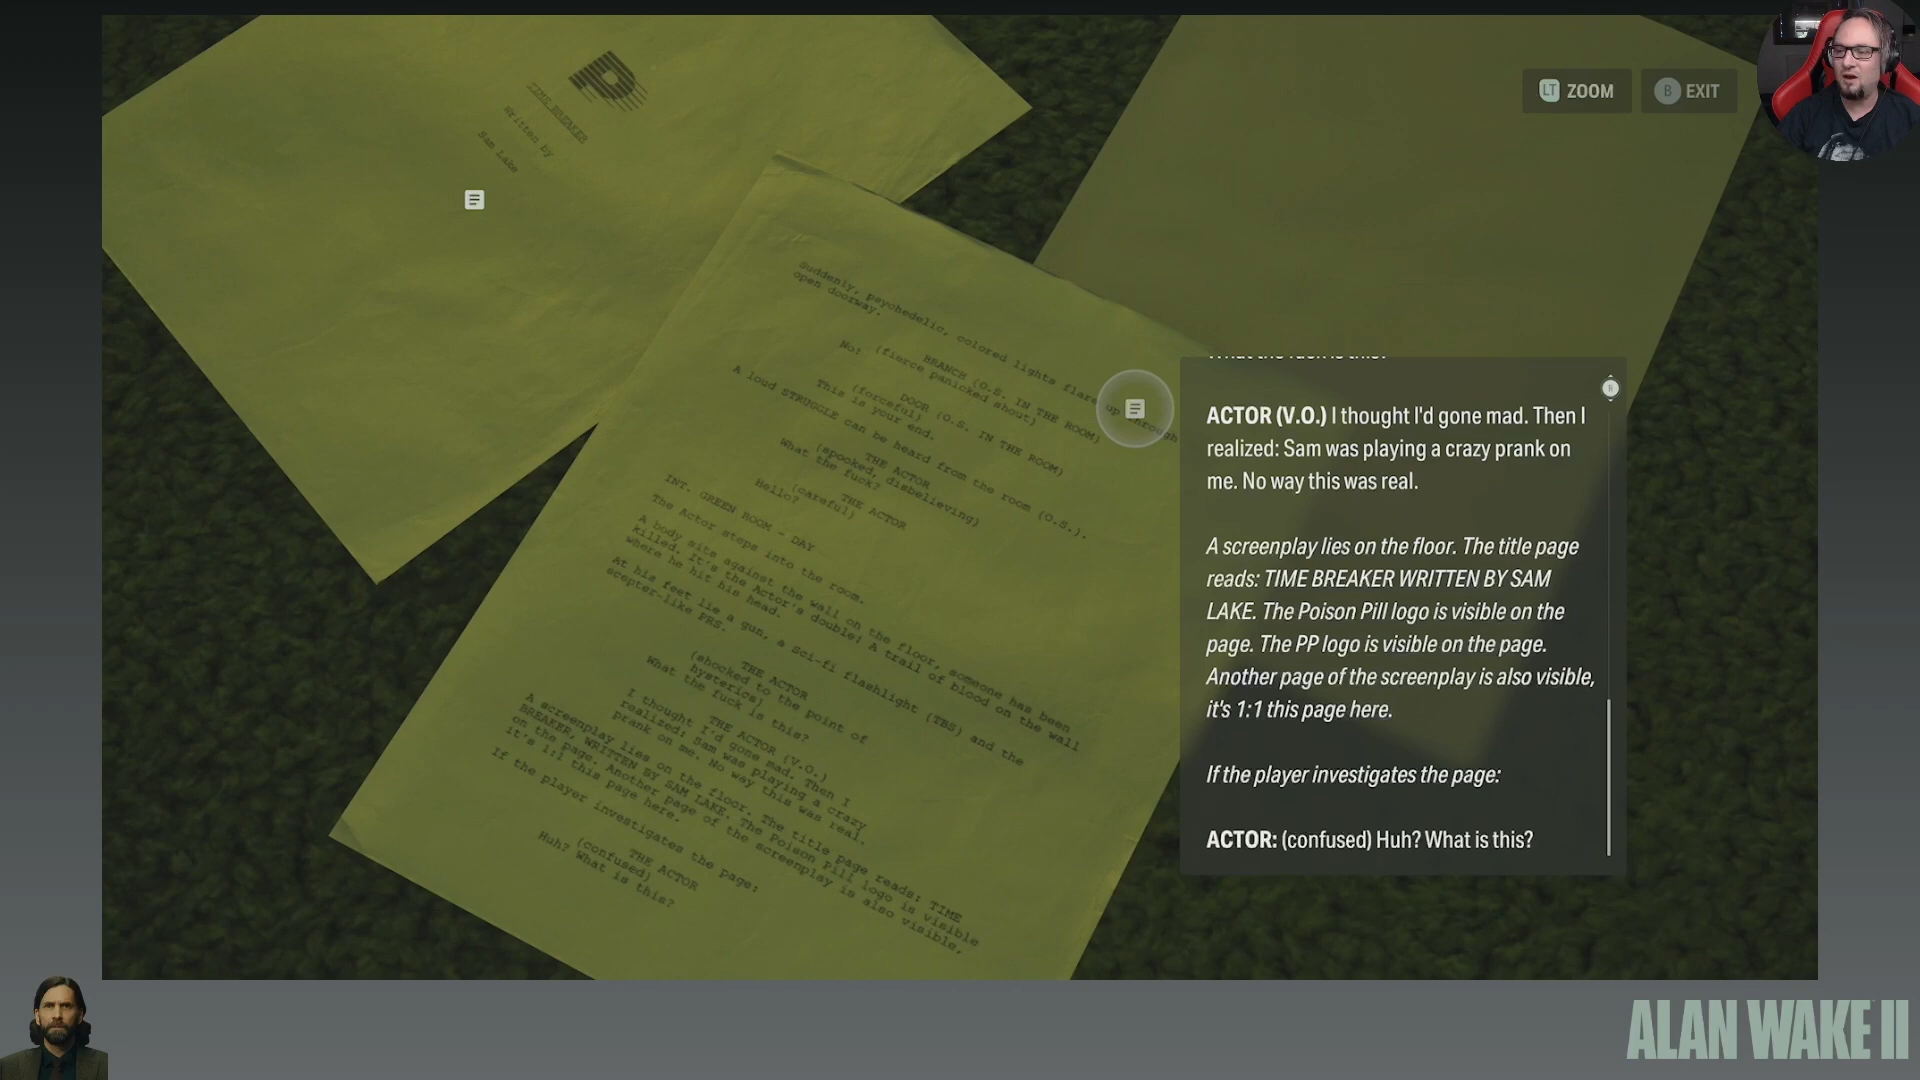 TIME BREAKER
Written by
Sam Lake
LT ZOOM
B EXIT
Suddenly, psychedelic, colored lights flare up through
open doorway.
BRANCH (O.S. IN THE ROOM)
(fierce panicked shout)
No!
DOOR (O.S. IN THE ROOM)
(forceful)
This is your end.
A loud STRUGGLE can be heard from the room (O.S.).
THE ACTOR
(spooked, disbelieving)
What the fuck?
THE ACTOR
(careful)
Hello?
INT. GREEN ROOM - DAY
The Actor steps into the room.
A body sits against the wall on the floor, someone has been
killed. It's the Actor's double! A trail of blood on the wall
where he hit his head.
At his feet lie a gun, a sci-fi flashlight (TBS) and the
scepter-like PRS.
THE ACTOR
(shocked to the point of
hysterics)
What the fuck is this?
THE ACTOR (V.O.)
I thought I'd gone mad. Then I
realized: Sam was playing a crazy
prank on me. No way this was real.
A screenplay lies on the floor. The title page reads: TIME
BREAKER, WRITTEN BY SAM LAKE. The Poison Pill logo is visible
on the page. Another page of the screenplay is also visible,
it's 1:1 this page here.
If the player investigates the page:
THE ACTOR
(confused)
Huh? What is this?
What the fuck is this?
ACTOR (V.O.) I thought I'd gone mad. Then I
realized: Sam was playing a crazy prank on
me. No way this was real.
A screenplay lies on the floor. The title page
reads: TIME BREAKER WRITTEN BY SAM
LAKE. The Poison Pill logo is visible on the
page. The PP logo is visible on the page.
Another page of the screenplay is also visible,
it's 1:1 this page here.
If the player investigates the page:
ACTOR: (confused) Huh? What is this?
R
ALAN WAKE II